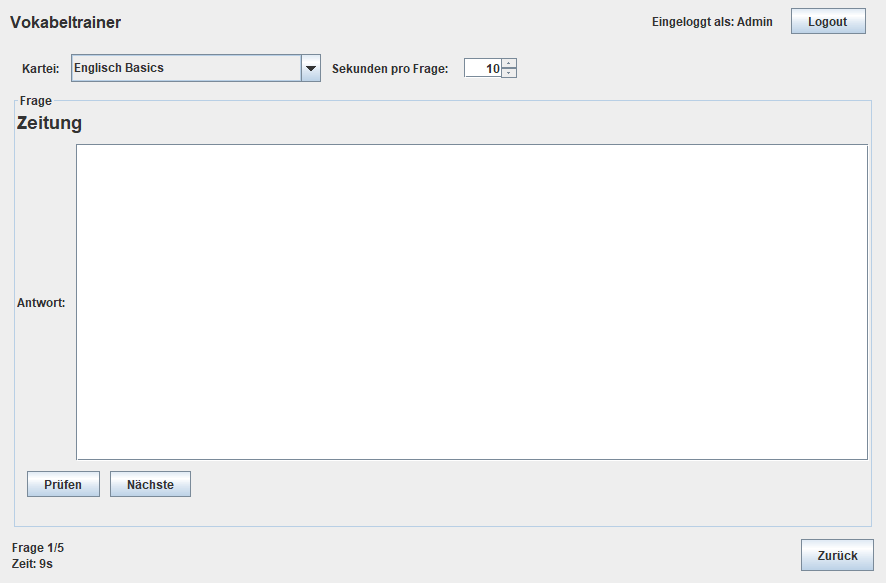 Vokabeltrainer
Eingeloggt als: Admin
Logout
Kartei:
Englisch Basics
Sekunden pro Frage:
10
Frage
Zeitung
Antwort:
Prüfen
Nächste
Frage 1/5
Zeit: 9s
Zurück